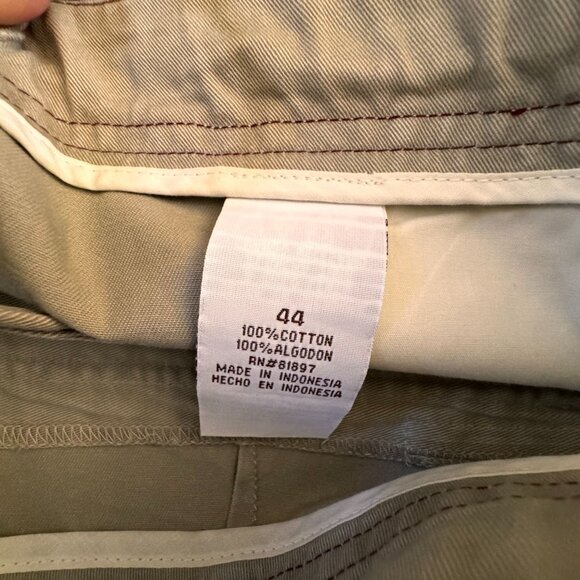 44
100%COTTON
100%ALGODON
RN#81897
MADE IN INDONESIA
HECHO EN INDONESIA